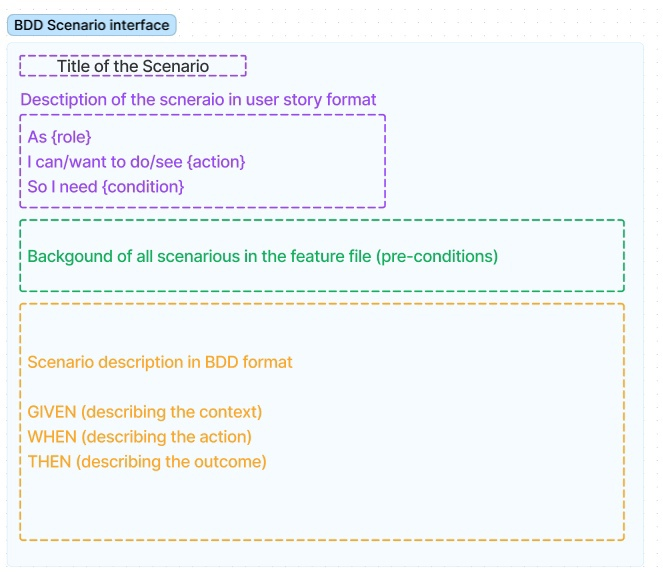 BDD Scenario interface
Title of the Scenario
Desctiption of the scneraio in user story format
As {role}
I can/want to do/see {action}
So I need {condition}
Backgound of all scenarious in the feature file (pre-conditions)
Scenario description in BDD format
GIVEN (describing the context)
WHEN (describing the action)
THEN (describing the outcome)